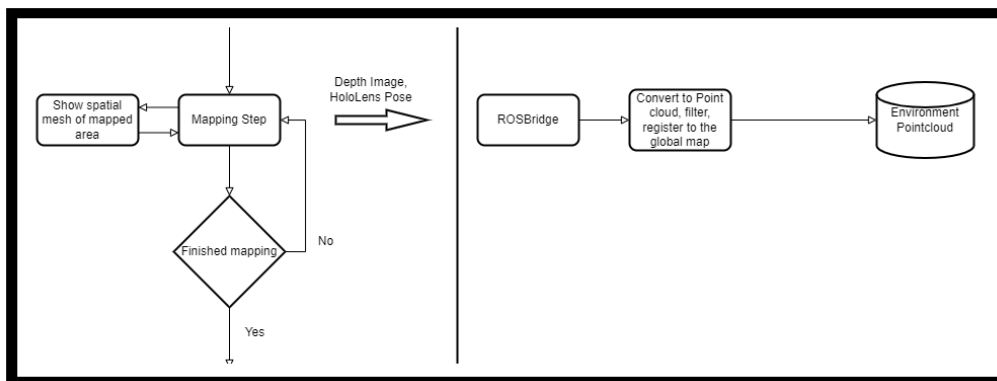 Show spatial
mesh of mapped
area
Mapping Step
Finished mapping
No
Yes
Depth Image,
HoloLens Pose
ROSBridge
Convert to Point
cloud, filter,
register to the
global map
Environment
Pointcloud